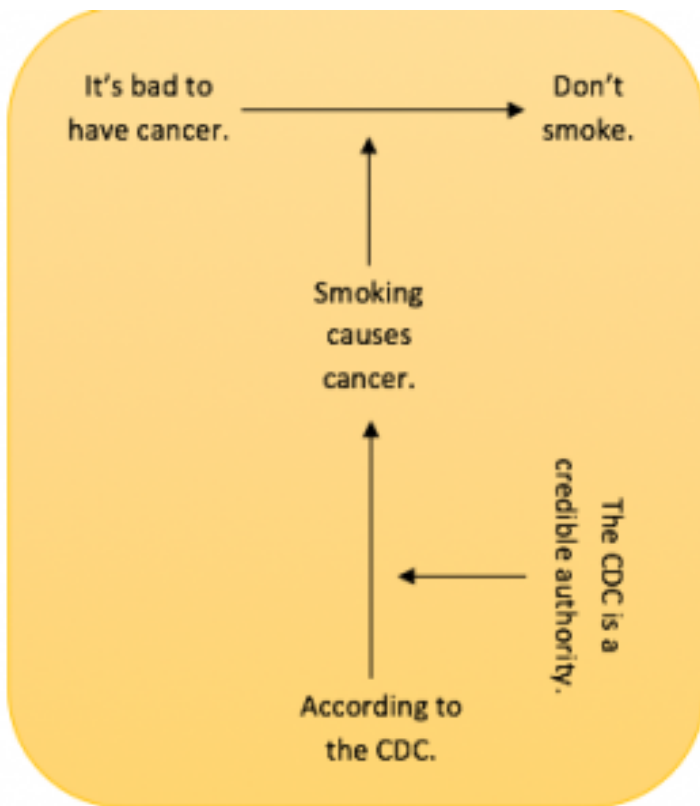 It's bad to
have cancer.
Don't
smoke.
Smoking
causes
cancer.
The CDC is a
credible authority.
According to
the CDC.